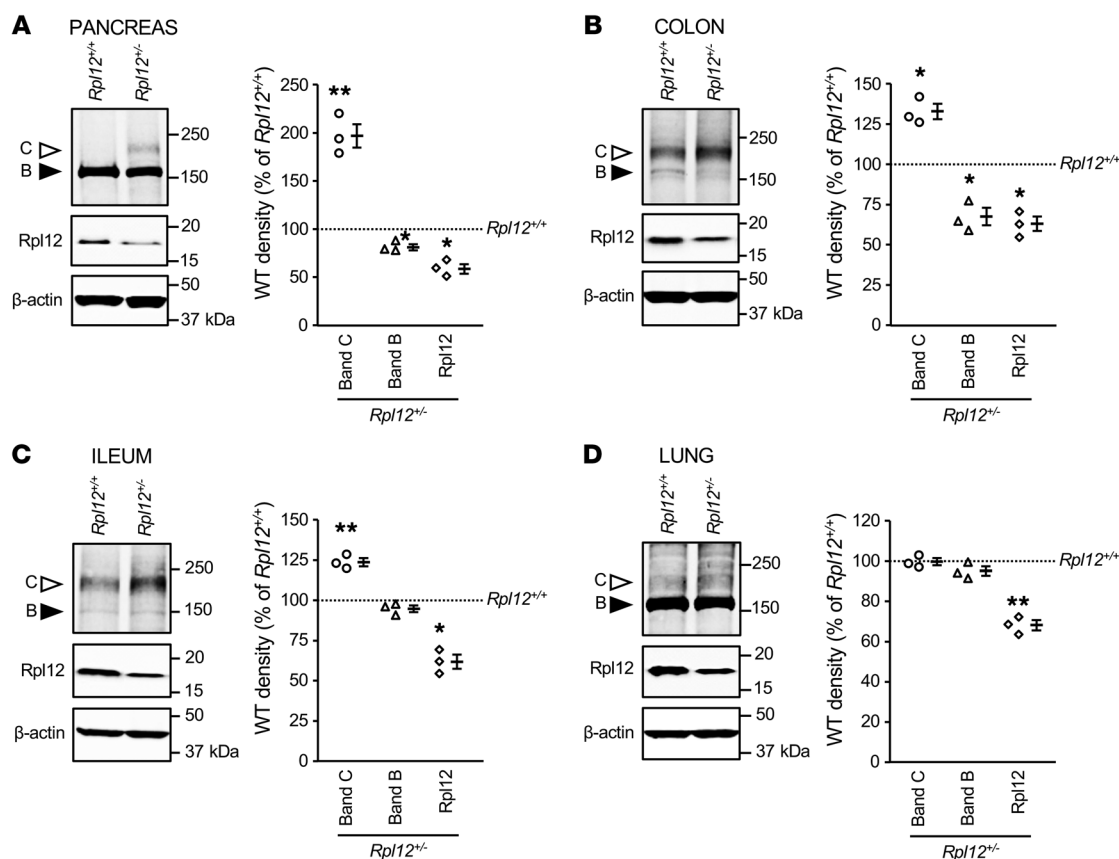 A
PANCREAS
Rpl12+/+
Rpl12+/-
250
C
B
150
Rpl12
20
15
β-actin
50
37 kDa
WT density (% of Rpl12+/+)
250
200
150
100
50
0
**
*
*
Rpl12+/+
Band C
Band B
Rpl12
Rpl12+/-
B
COLON
Rpl12+/+
Rpl12+/-
250
C
B
150
Rpl12
20
15
β-actin
50
37 kDa
WT density (% of Rpl12+/+)
150
125
100
75
50
25
0
*
*
*
Rpl12+/+
Band C
Band B
Rpl12
Rpl12+/-
C
ILEUM
Rpl12+/+
Rpl12+/-
250
C
B
150
Rpl12
20
15
β-actin
50
37 kDa
WT density (% of Rpl12+/+)
150
125
100
75
50
25
0
**
*
Rpl12+/+
Band C
Band B
Rpl12
Rpl12+/-
D
LUNG
Rpl12+/+
Rpl12+/-
250
C
B
150
Rpl12
20
15
β-actin
50
37 kDa
WT density (% of Rpl12+/+)
120
100
80
60
40
20
0
**
Rpl12+/+
Band C
Band B
Rpl12
Rpl12+/-